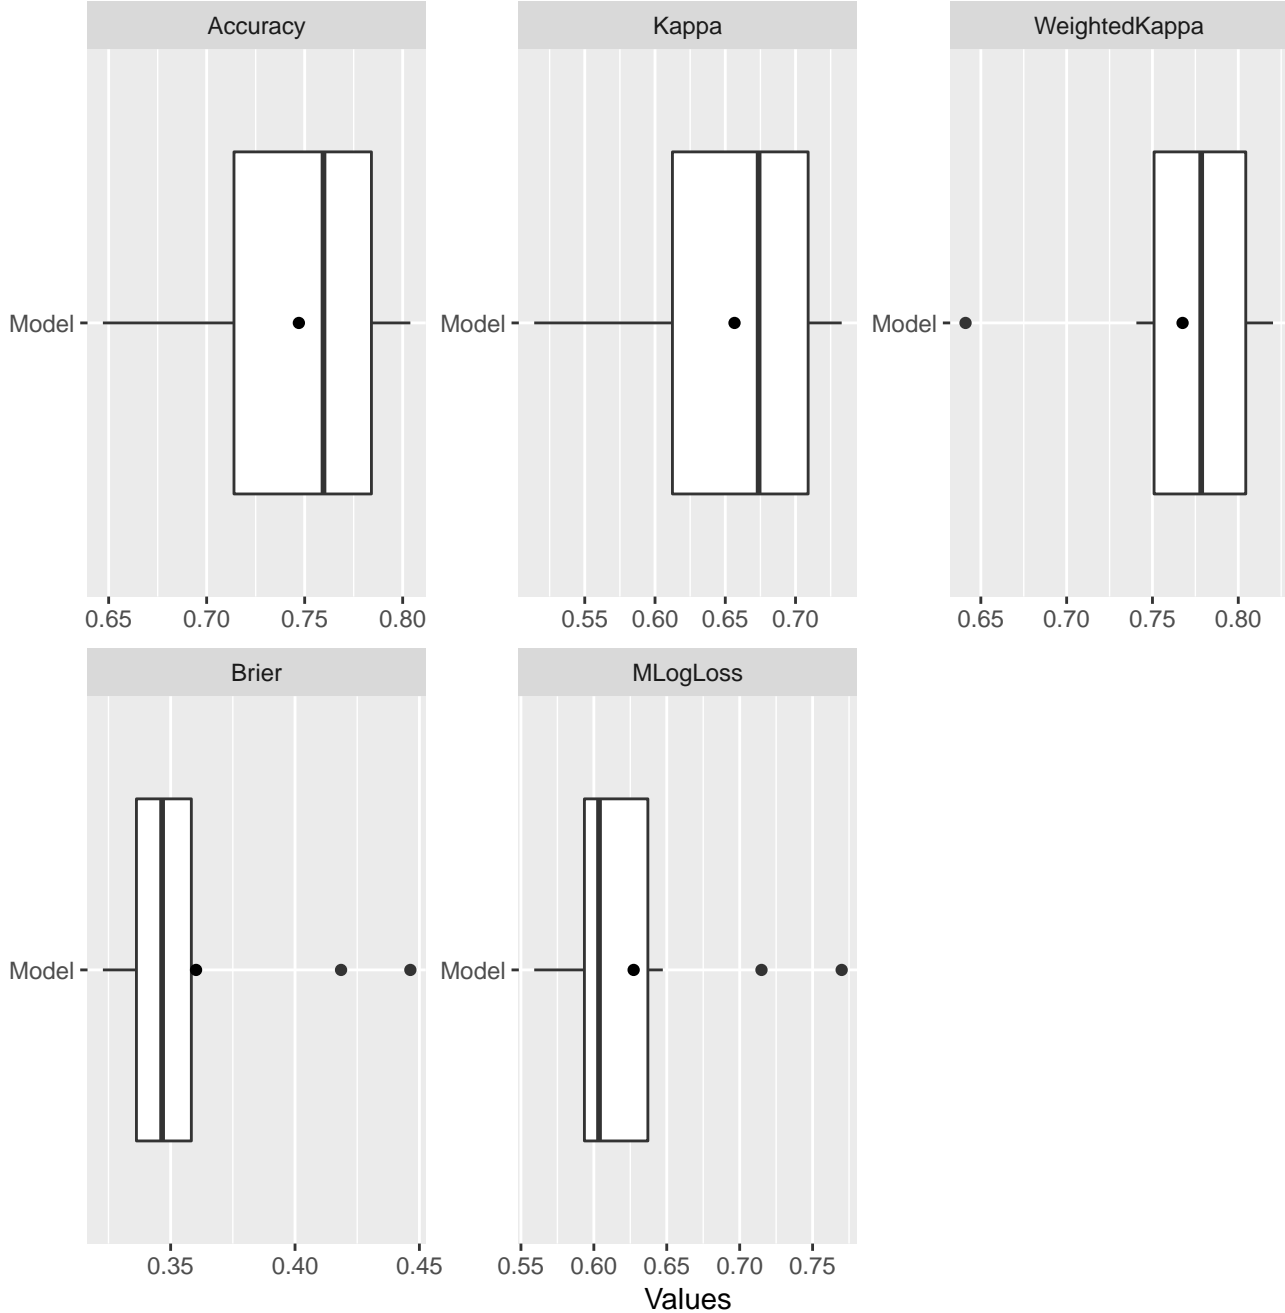 Accuracy Kappa WeightedKappa
Model Model Model
0.65 0.70 0.75 0.80 0.55 0.60 0.65 0.70 0.65 0.70 0.75 0.80
Brier MLogLoss
Model Model
0.35 0.40 0.45 0.55 0.60 0.65 0.70 0.75
Values